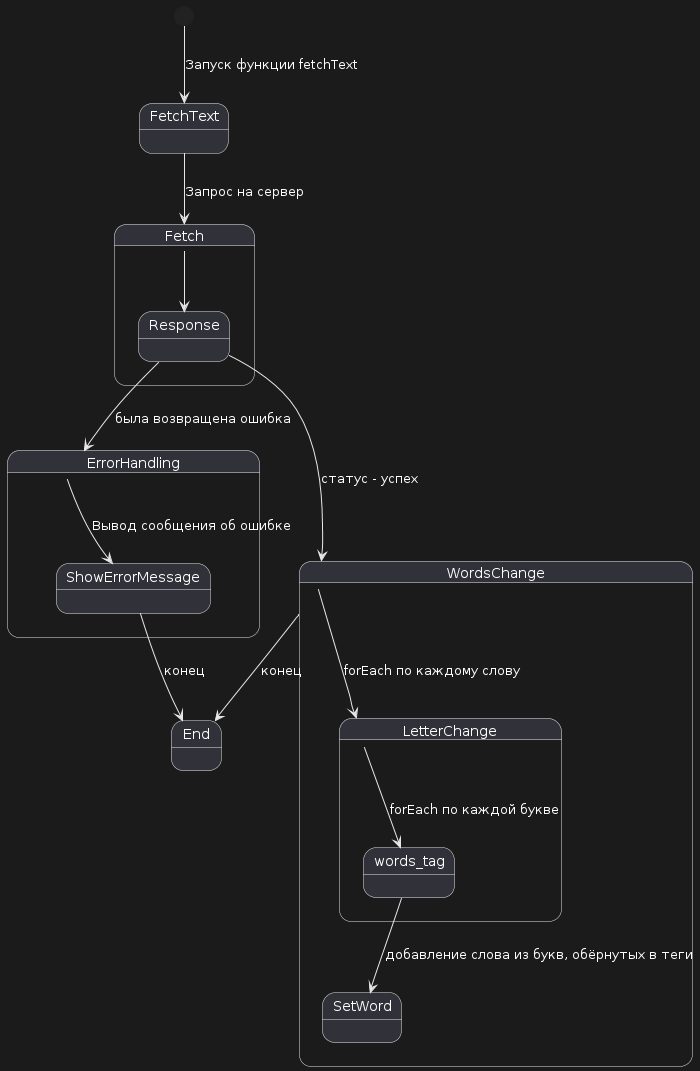 Запуск функции fetchText
FetchText
Запрос на сервер
Fetch
Response
была возвращена ошибка
ErrorHandling
статус - успех
Вывод сообщения об ошибке
ShowErrorMessage
WordsChange
конец
конец
forEach по каждому слову
End
LetterChange
forEach по каждой букве
words_tag
добавление слова из букв, обёрнутых в теги
SetWord